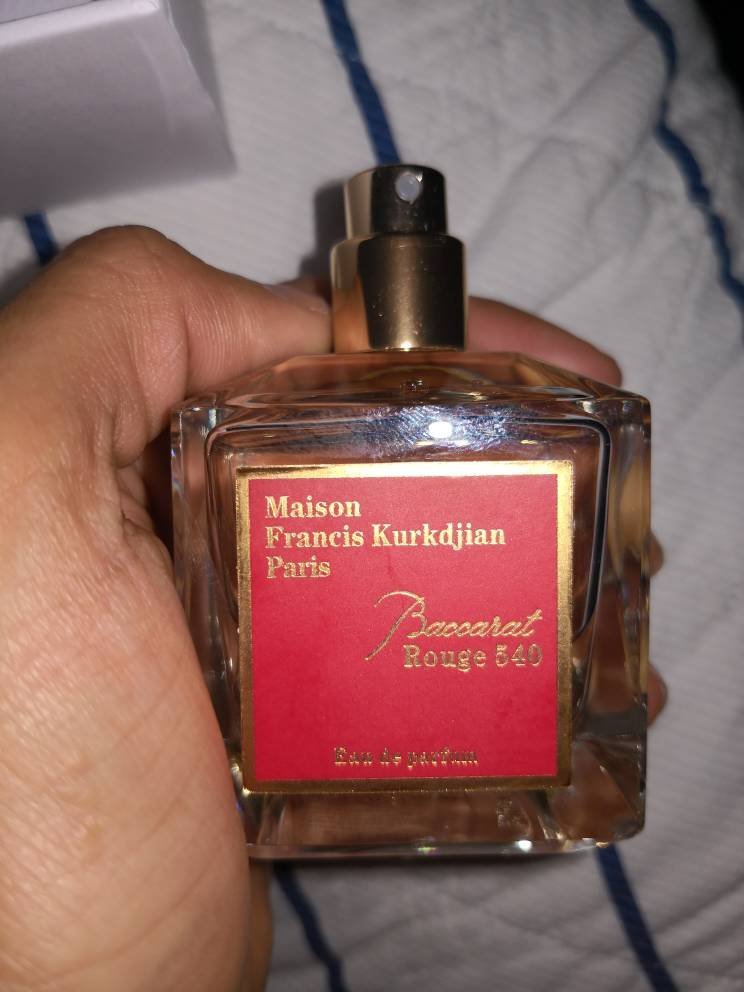 Maison
Francis Kurkdjian
Paris
Baccarat
Rouge 540
Eau de parfum